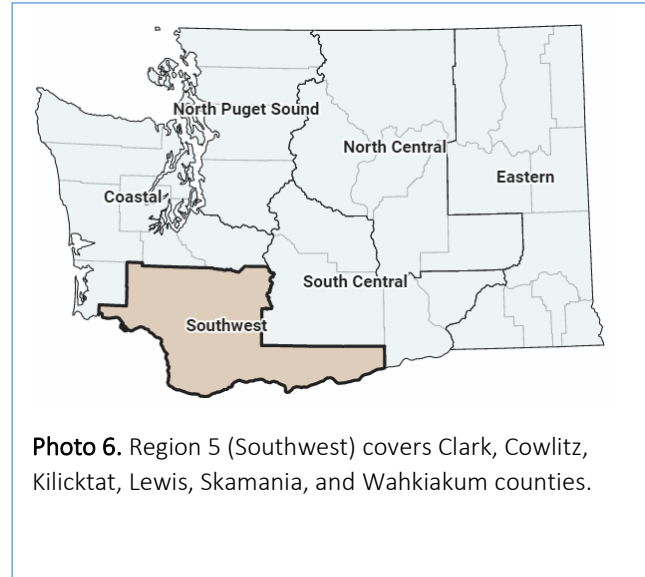 North Puget Sound
North Central
Eastern
Coastal
South Central
Southwest
Photo 6. Region 5 (Southwest) covers Clark, Cowlitz,
Kilicktat, Lewis, Skamania, and Wahkiakum counties.